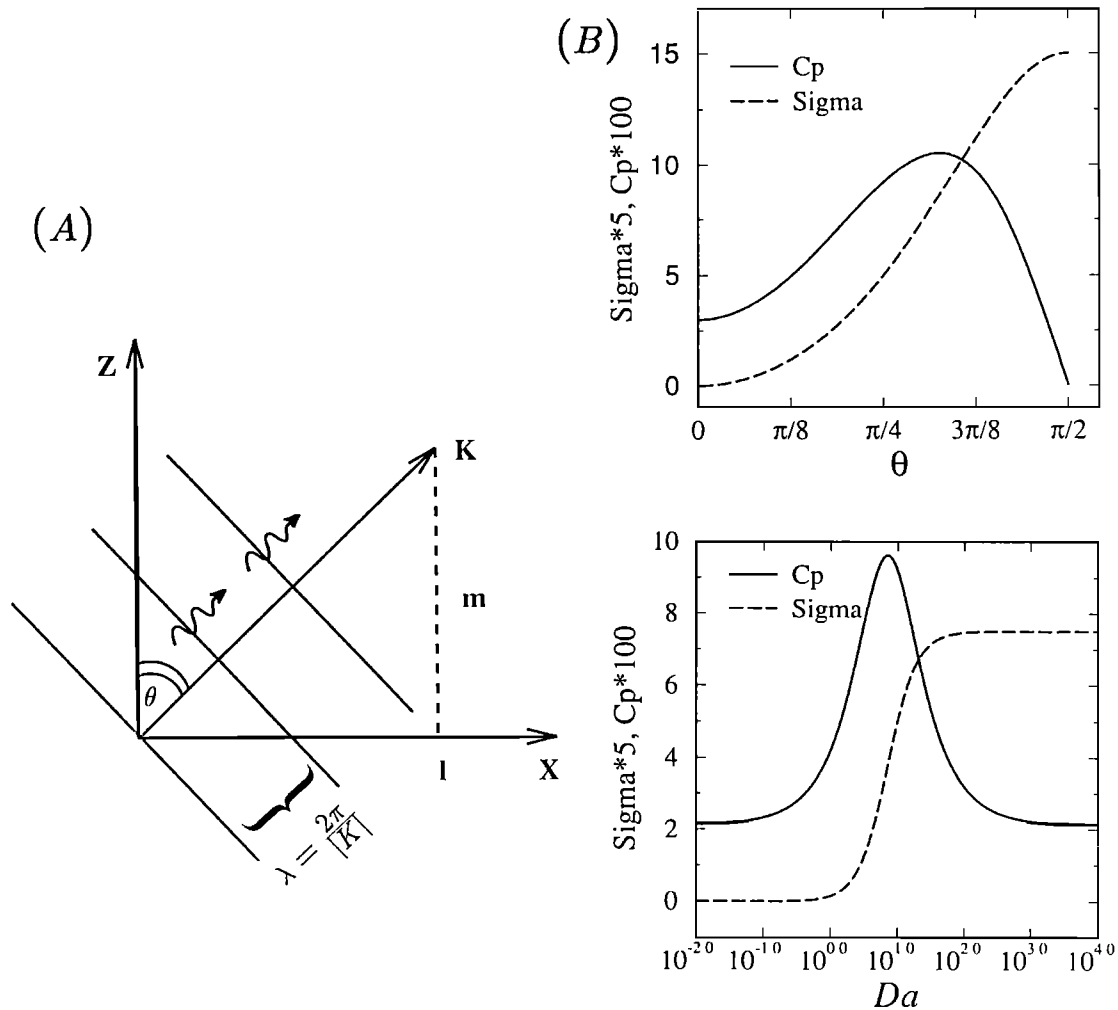 (A)
Z
K
m
θ
l
X
λ = 2π/|K|
(B)
Cp
Sigma
Sigma*5, Cp*100
15
10
5
0
0 π/8 π/4 3π/8 π/2
θ
Cp
Sigma
Sigma*5, Cp*100
10
8
6
4
2
0
10^-20 10^-10 10^00 10^10 10^20 10^30 10^40
Da